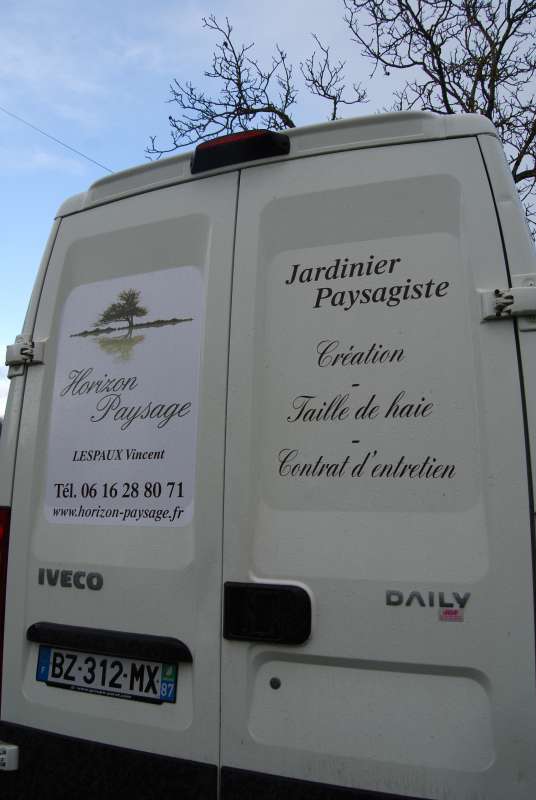 Horizon
Paysage
LESPAUX Vincent
Tél. 06 16 28 80 71
www.horizon-paysage.fr
Jardinier
Paysagiste
Création
-
Taille de haie
-
Contrat d'entretien
IVECO
DAILY
F BZ-312-MX 87